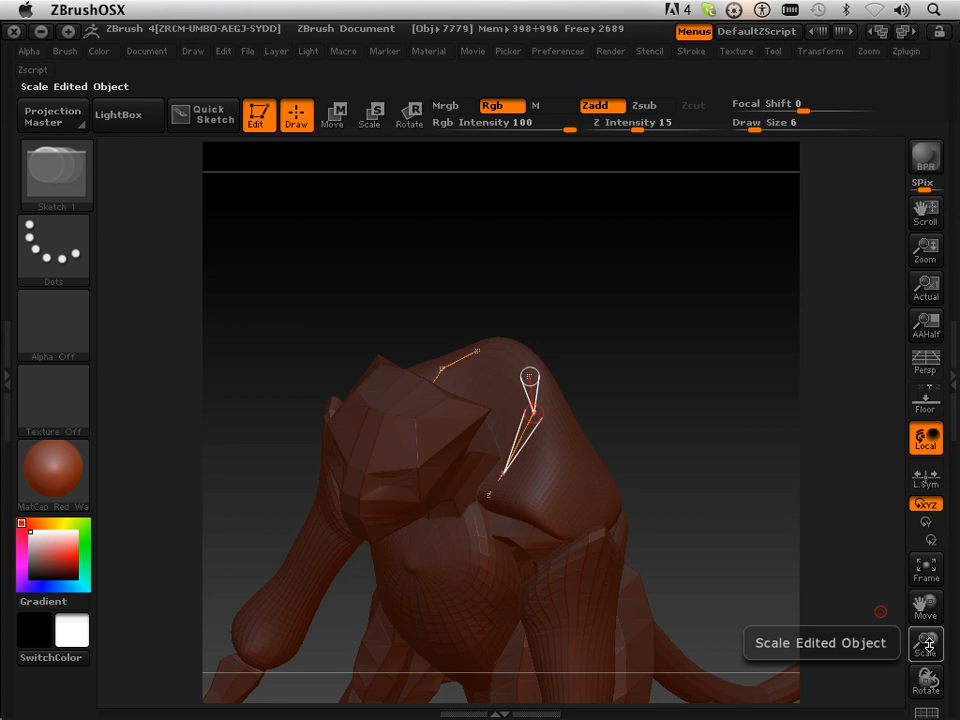 ZBrushOSX
4
ZBrush 4[ZRCM-UMBO-AEGJ-SYDD] ZBrush Document [Obj▸7779] Mem▸398+996 Free▸2689 Menus DefaultZScript
Alpha Brush Color Document Draw Edit File Layer Light Macro Marker Material Movie Picker Preferences Render Stencil Stroke Texture Tool Transform Zoom Zplugin
Zscript
Scale Edited Object
Projection Master
LightBox
Quick Sketch
Edit
Draw
Move
Scale
Rotate
Mrgb Rgb M
Rgb Intensity 100
Zadd Zsub Zcut
Z Intensity 15
Focal Shift 0
Draw Size 6
Sketch 1
Dots
Alpha Off
Texture Off
MatCap Red Wa
Gradient
SwitchColor
BPR
SPix
Scroll
Zoom
Actual
AAHalf
Persp
Floor
Local
L.Sym
XYZ
Y
Z
Frame
Move
Scale
Rotate
Scale Edited Object